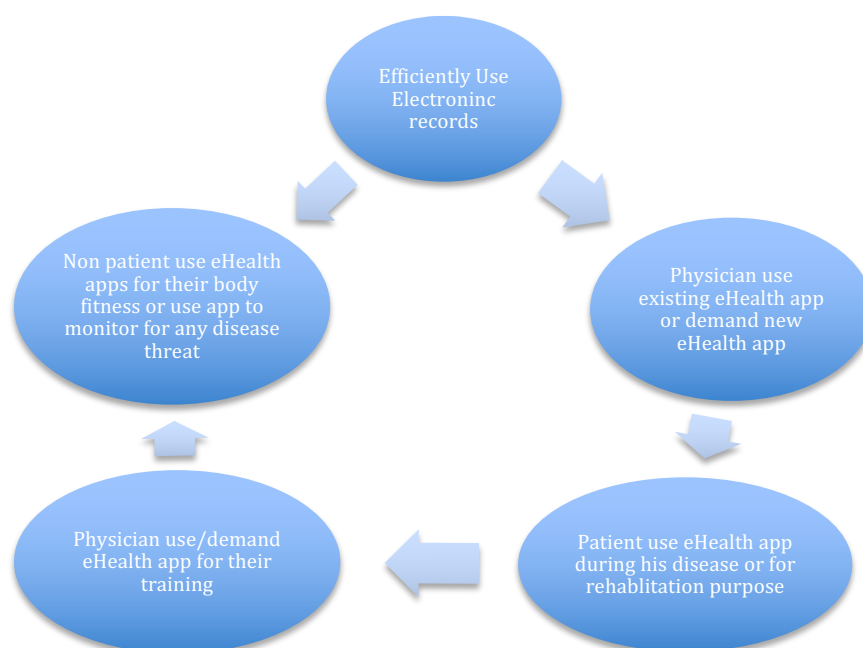 Efficiently Use
Electroninc
records
Non patient use eHealth
apps for their body
fitness or use app to
monitor for any disease
threat
Physician use
existing eHealth app
or demand new
eHealth app
Physician use/demand
eHealth app for their
training
Patient use eHealth app
during his disease or for
rehablitation purpose